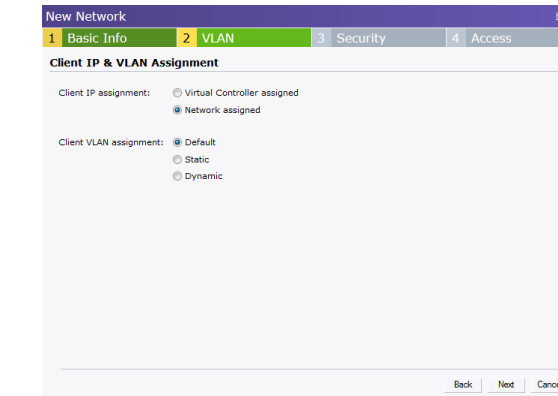 New Network
1 Basic Info 2 VLAN 3 Security 4 Access
Client IP & VLAN Assignment
Client IP assignment: Virtual Controller assigned
Network assigned
Client VLAN assignment: Default
Static
Dynamic
Back Next Cance